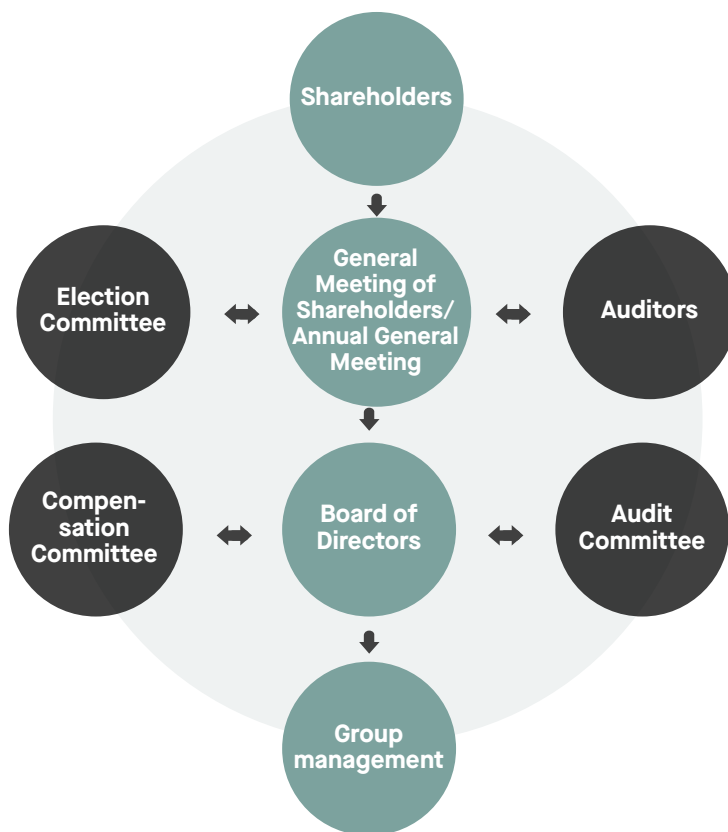 Shareholders
General
Meeting of
Shareholders/
Annual General
Meeting
Election
Committee
Auditors
Compen-
sation
Committee
Board of
Directors
Audit
Committee
Group
management